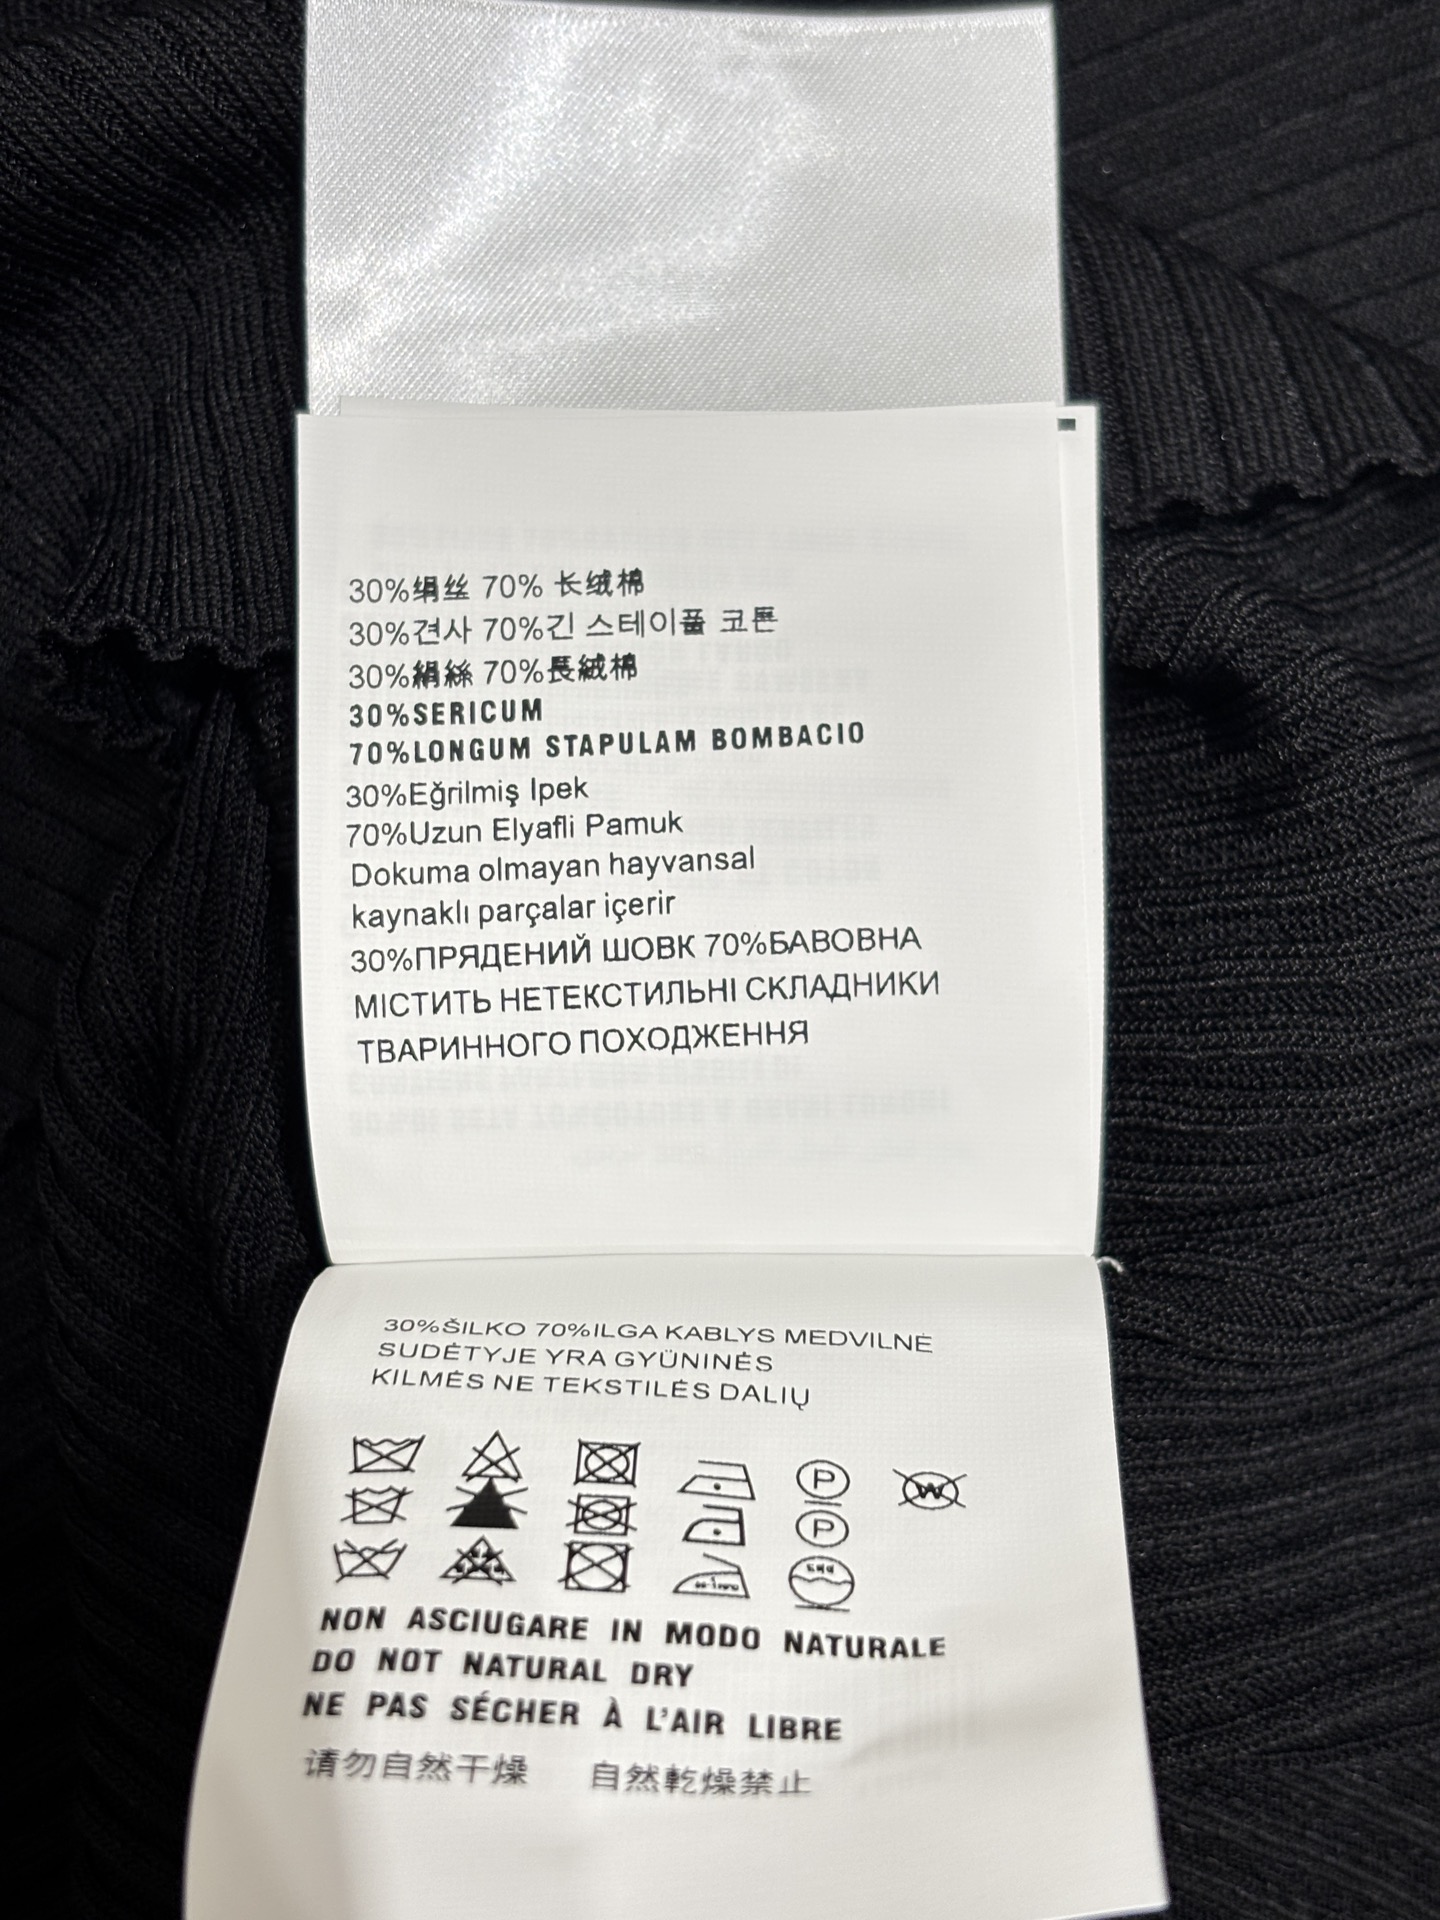 30%绢丝 70% 长绒棉
30%견사 70%긴 스테이플 코튼
30%絹絲 70%長絨棉
30%SERICUM
70%LONGUM STAPULAM BOMBACIO
30%Eğrilmiş Ipek
70%Uzun Elyafli Pamuk
Dokuma olmayan hayvansal
kaynaklı parçalar içerir
30%ПРЯДЕНИЙ ШОВК 70%БАВОВНА
МІСТИТЬ НЕТЕКСТИЛЬНІ СКЛАДНИКИ
ТВАРИННОГО ПОХОДЖЕННЯ
30%ŠILKO 70%ILGA KABLYS MEDVILNĖ
SUDĖTYJE YRA GYŪNINĖS
KILMĖS NE TEKSTILĖS DALIŲ
P W
P
NON ASCIUGARE IN MODO NATURALE
DO NOT NATURAL DRY
NE PAS SÉCHER À L'AIR LIBRE
请勿自然干燥 自然乾燥禁止